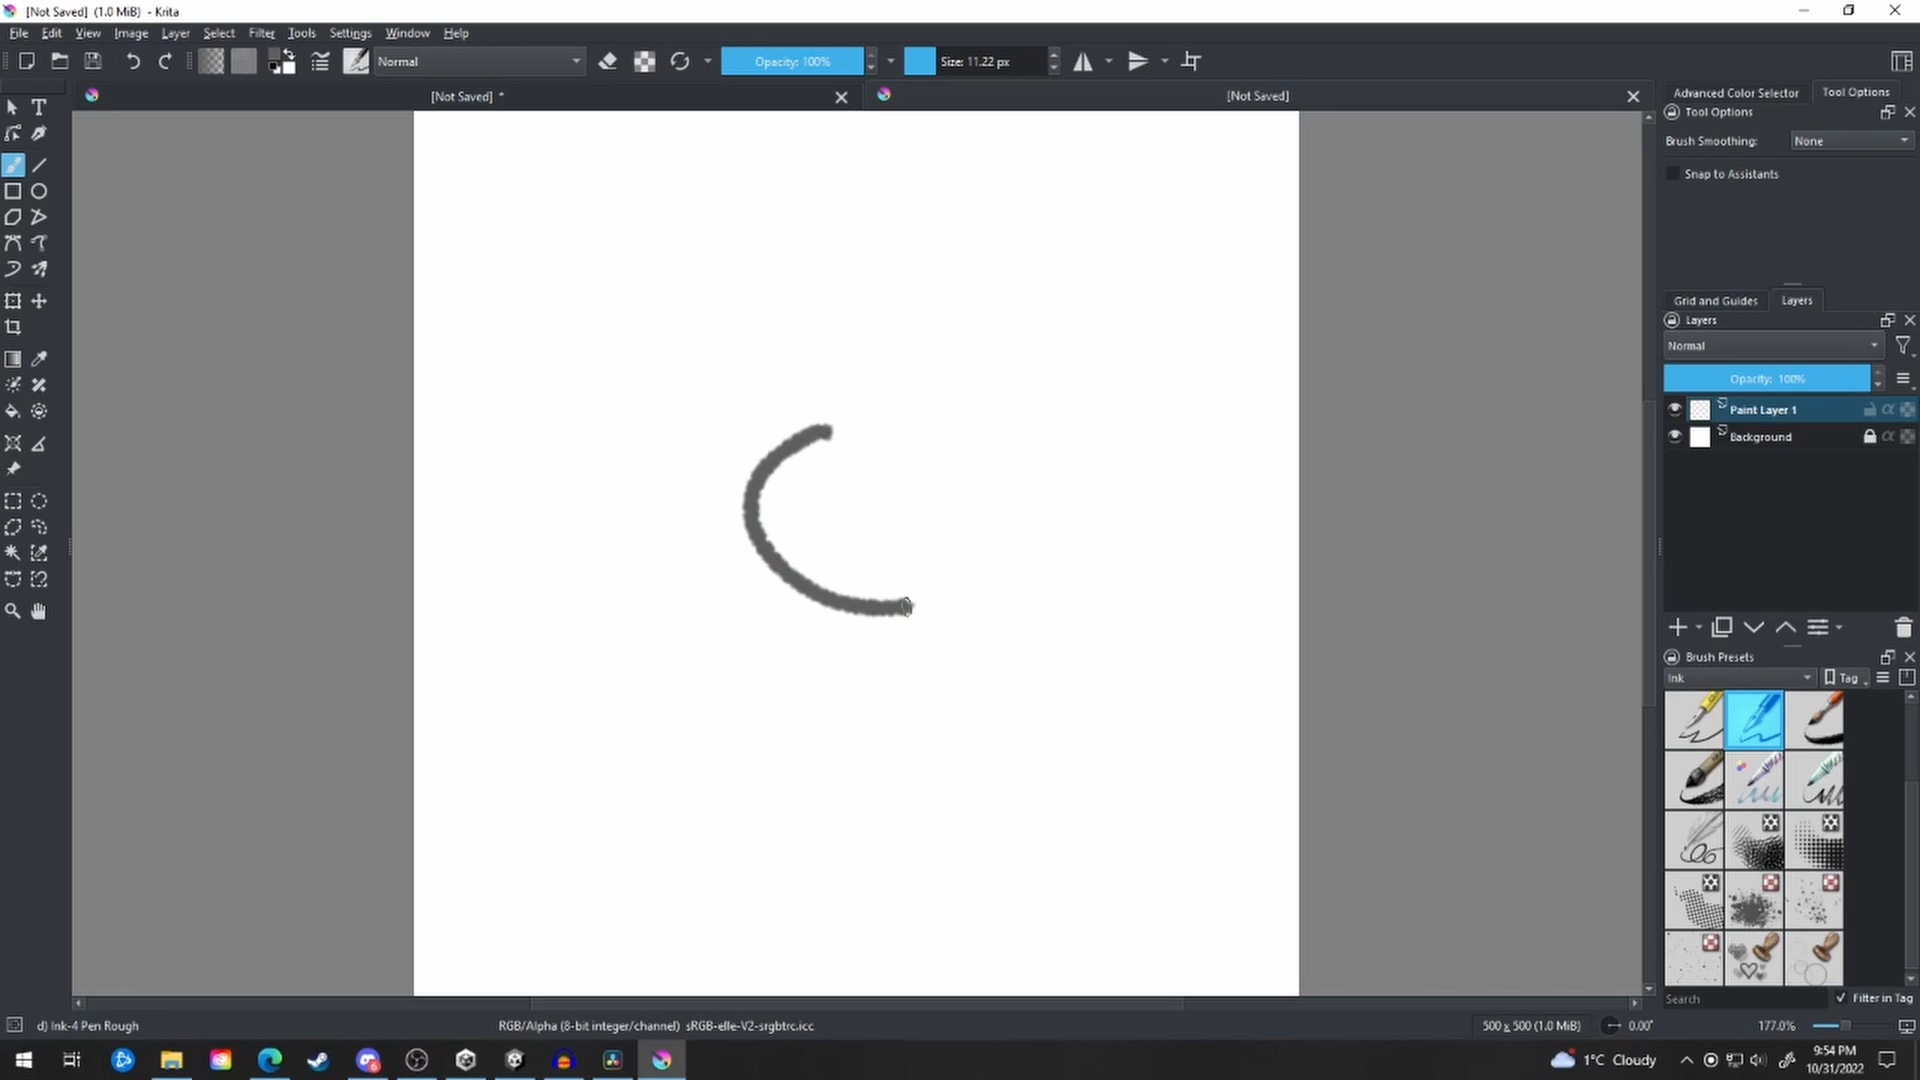 [Not Saved] (1.0 MiB) - Krita
File Edit View Image Layer Select Filter Tools Settings Window Help
Normal
Opacity: 100%
Size: 11.22 px
[Not Saved] *
[Not Saved]
Advanced Color Selector
Tool Options
Tool Options
Brush Smoothing:
None
Snap to Assistants
Grid and Guides
Layers
Layers
Normal
Opacity: 100%
Paint Layer 1
Background
Brush Presets
Ink
Tag
Search
Filter in Tag
d) Ink-4 Pen Rough
RGB/Alpha (8-bit integer/channel) sRGB-elle-V2-srgbtrc.icc
500 x 500 (1.0 MiB)
0.00°
177.0%
1°C Cloudy
9:54 PM
10/31/2022